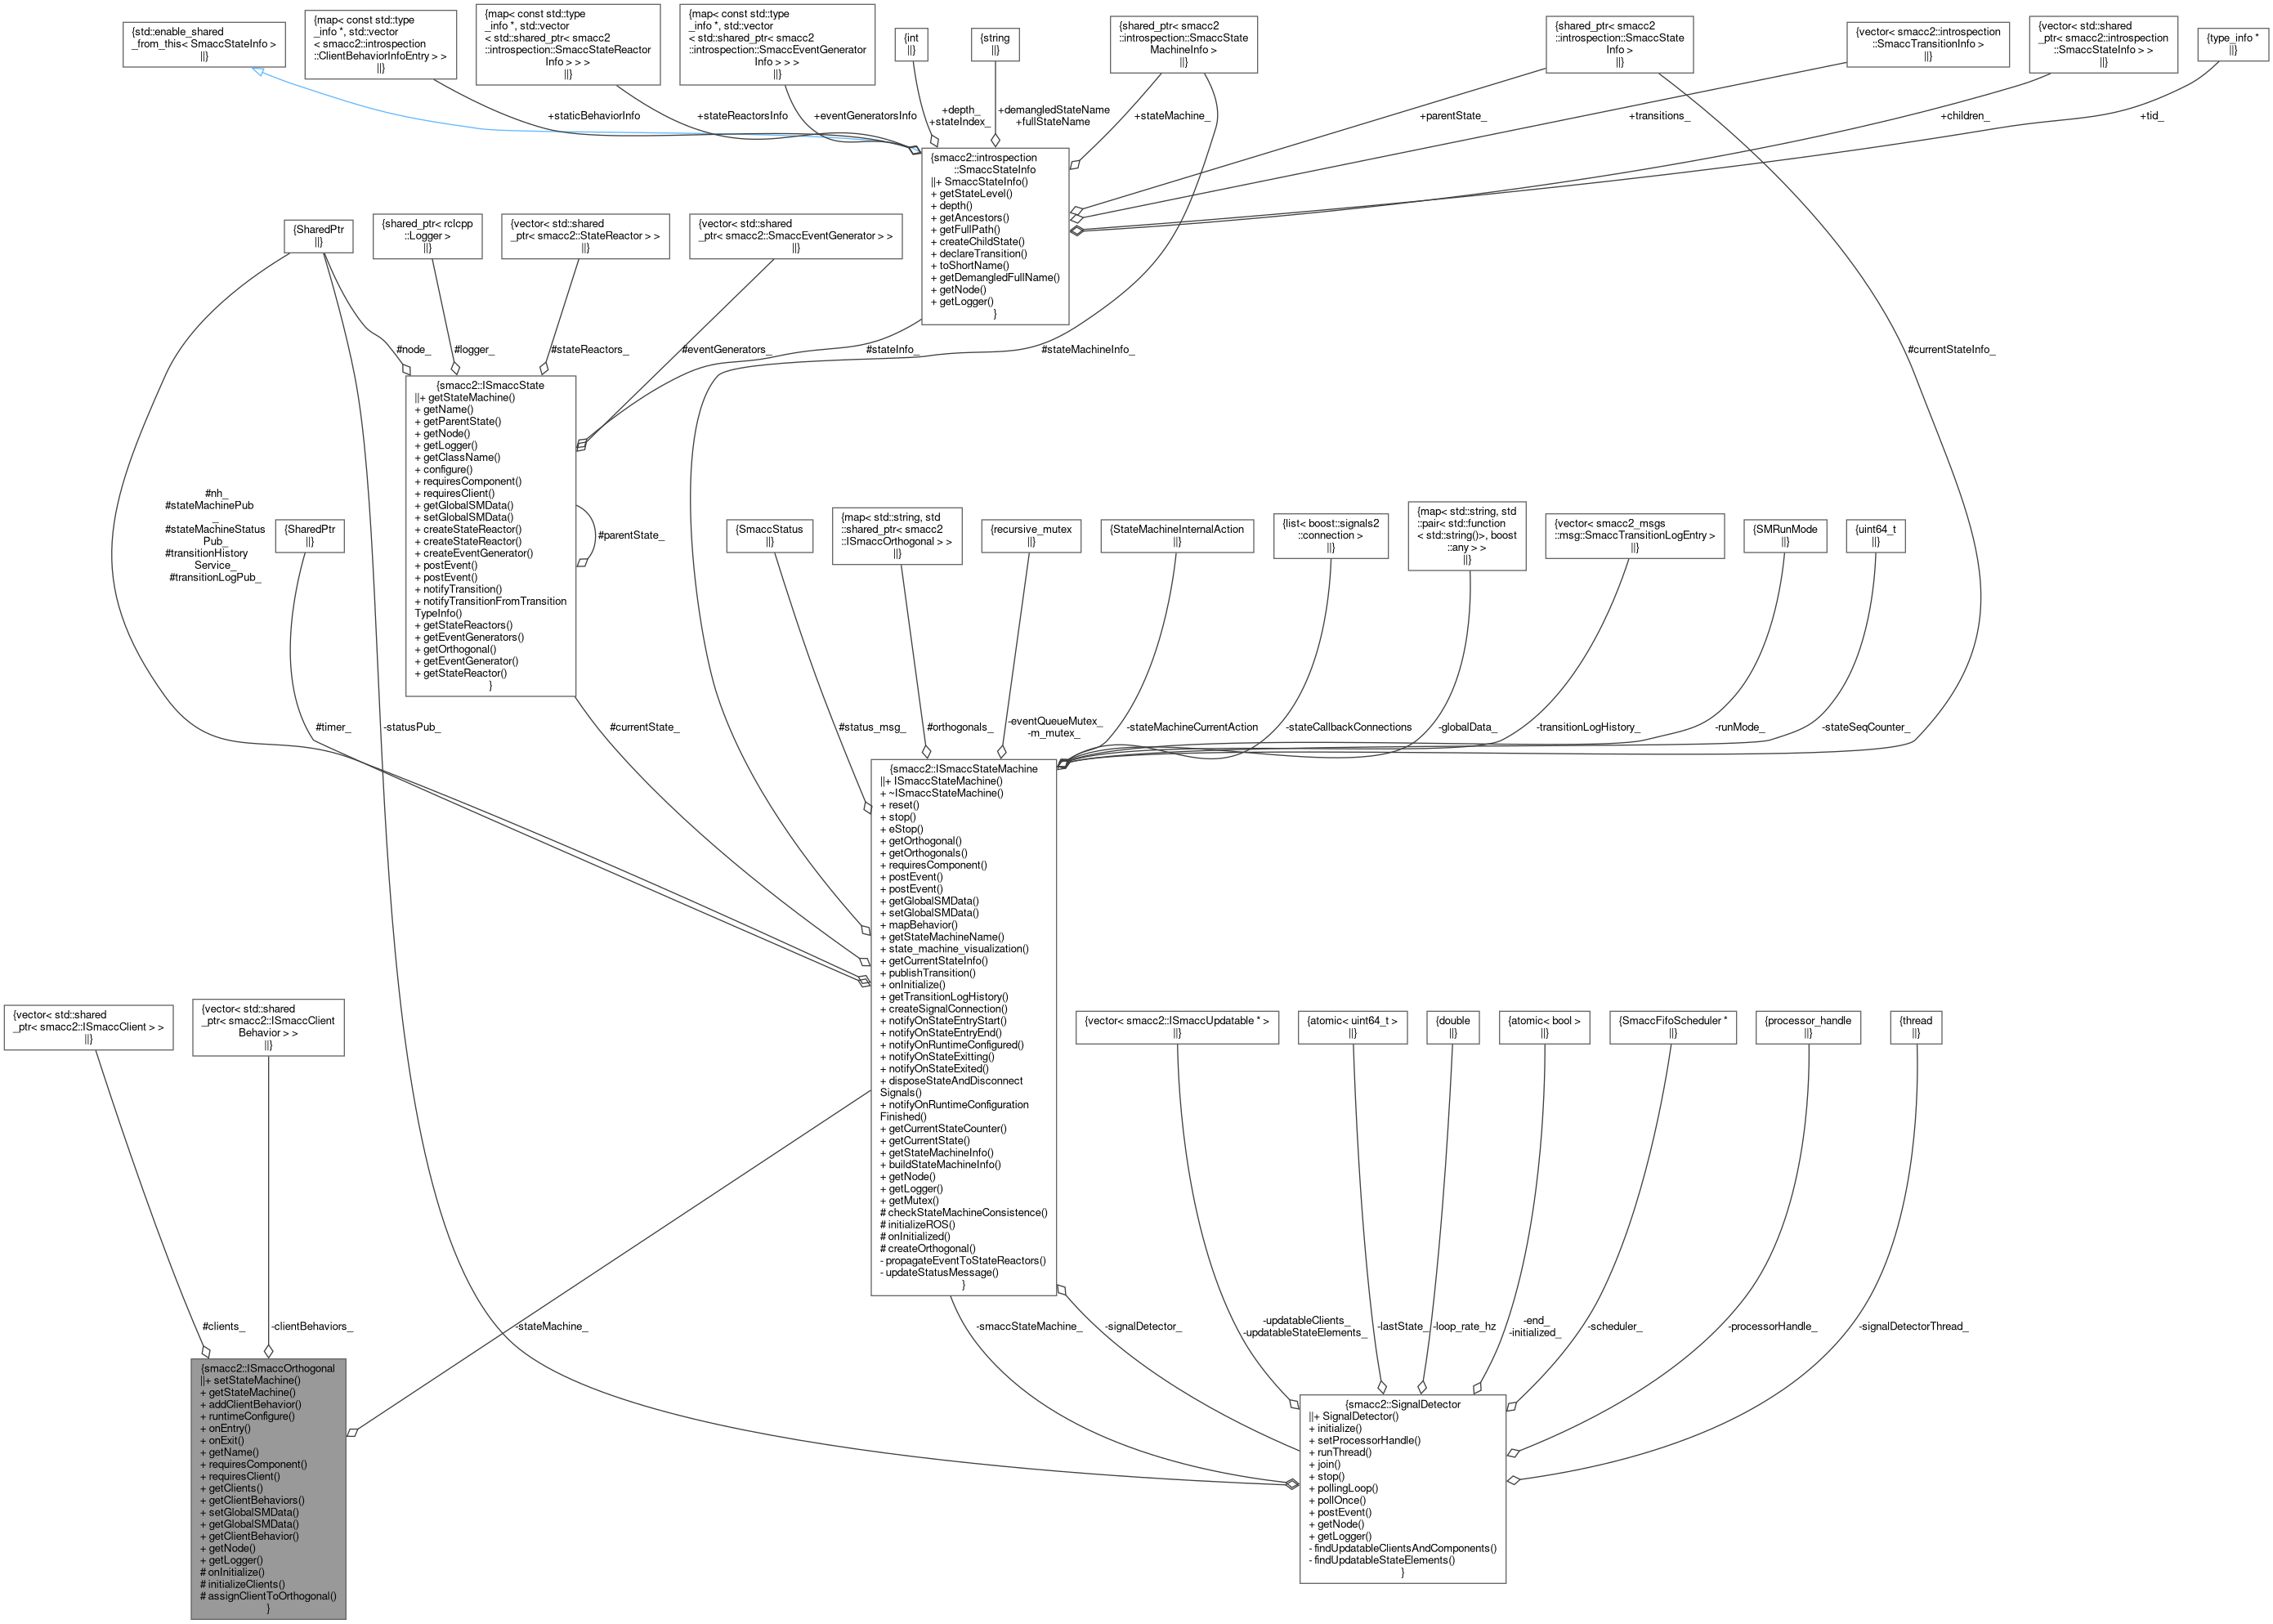 {std::enable_shared
_from_this< SmaccStateInfo >
||}
{map< const std::type
_info *, std::vector
< smacc2::introspection
::ClientBehaviorInfoEntry > >
||}
{map< const std::type
_info *, std::vector
< std::shared_ptr< smacc2
::introspection::SmaccStateReactor
Info > > >
||}
{map< const std::type
_info *, std::vector
< std::shared_ptr< smacc2
::introspection::SmaccEventGenerator
Info > > >
||}
{int
||}
{string
||}
{shared_ptr< smacc2
::introspection::SmaccState
MachineInfo >
||}
{shared_ptr< smacc2
::introspection::SmaccState
Info >
||}
{vector< smacc2::introspection
::SmaccTransitionInfo >
||}
{vector< std::shared
_ptr< smacc2::introspection
::SmaccStateInfo > >
||}
{type_info *
||}
+staticBehaviorInfo
+stateReactorsInfo
+eventGeneratorsInfo
+depth_
+stateIndex_
+demangledStateName
+fullStateName
+stateMachine_
+parentState_
+transitions_
+children_
+tid_
{smacc2::introspection
::SmaccStateInfo
||+ SmaccStateInfo()
+ getStateLevel()
+ depth()
+ getAncestors()
+ getFullPath()
+ createChildState()
+ declareTransition()
+ toShortName()
+ getDemangledFullName()
+ getNode()
+ getLogger()
}
{SharedPtr
||}
{shared_ptr< rclcpp
::Logger >
||}
{vector< std::shared
_ptr< smacc2::StateReactor > >
||}
{vector< std::shared
_ptr< smacc2::SmaccEventGenerator > >
||}
#node_
#logger_
#stateReactors_
#eventGenerators_
#stateInfo_
#stateMachineInfo_
#currentStateInfo_
{smacc2::ISmaccState
||+ getStateMachine()
+ getName()
+ getParentState()
+ getNode()
+ getLogger()
+ getClassName()
+ configure()
+ requiresComponent()
+ requiresClient()
+ getGlobalSMData()
+ setGlobalSMData()
+ createStateReactor()
+ createStateReactor()
+ createEventGenerator()
+ postEvent()
+ postEvent()
+ notifyTransition()
+ notifyTransitionFromTransition
TypeInfo()
+ getStateReactors()
+ getEventGenerators()
+ getOrthogonal()
+ getEventGenerator()
+ getStateReactor()
}
#parentState_
#nh_
#stateMachinePub
_
#stateMachineStatus
Pub_
#transitionHistory
Service_
#transitionLogPub_
{SharedPtr
||}
{SmaccStatus
||}
{map< std::string, std
::shared_ptr< smacc2
::ISmaccOrthogonal > >
||}
{recursive_mutex
||}
{StateMachineInternalAction
||}
{list< boost::signals2
::connection >
||}
{map< std::string, std
::pair< std::function
< std::string()>, boost
::any > >
||}
{vector< smacc2_msgs
::msg::SmaccTransitionLogEntry >
||}
{SMRunMode
||}
{uint64_t
||}
#timer_
-statusPub_
#currentState_
#status_msg_
#orthogonals_
-eventQueueMutex_
-m_mutex_
-stateMachineCurrentAction
-stateCallbackConnections
-globalData_
-transitionLogHistory_
-runMode_
-stateSeqCounter_
{smacc2::ISmaccStateMachine
||+ ISmaccStateMachine()
+ ~ISmaccStateMachine()
+ reset()
+ stop()
+ eStop()
+ getOrthogonal()
+ getOrthogonals()
+ requiresComponent()
+ postEvent()
+ postEvent()
+ getGlobalSMData()
+ setGlobalSMData()
+ mapBehavior()
+ getStateMachineName()
+ state_machine_visualization()
+ getCurrentStateInfo()
+ publishTransition()
+ onInitialize()
+ getTransitionLogHistory()
+ createSignalConnection()
+ notifyOnStateEntryStart()
+ notifyOnStateEntryEnd()
+ notifyOnRuntimeConfigured()
+ notifyOnStateExitting()
+ notifyOnStateExited()
+ disposeStateAndDisconnect
Signals()
+ notifyOnRuntimeConfiguration
Finished()
+ getCurrentStateCounter()
+ getCurrentState()
+ getStateMachineInfo()
+ buildStateMachineInfo()
+ getNode()
+ getLogger()
+ getMutex()
# checkStateMachineConsistence()
# initializeROS()
# onInitialized()
# createOrthogonal()
- propagateEventToStateReactors()
- updateStatusMessage()
}
{vector< std::shared
_ptr< smacc2::ISmaccClient > >
||}
{vector< std::shared
_ptr< smacc2::ISmaccClient
Behavior > >
||}
{vector< smacc2::ISmaccUpdatable * >
||}
{atomic< uint64_t >
||}
{double
||}
{atomic< bool >
||}
{SmaccFifoScheduler *
||}
{processor_handle
||}
{thread
||}
#clients_
-clientBehaviors_
-stateMachine_
-smaccStateMachine_
-signalDetector_
-updatableClients_
-updatableStateElements_
-lastState_
-loop_rate_hz
-end_
-initialized_
-scheduler_
-processorHandle_
-signalDetectorThread_
{smacc2::ISmaccOrthogonal
||+ setStateMachine()
+ getStateMachine()
+ addClientBehavior()
+ runtimeConfigure()
+ onEntry()
+ onExit()
+ getName()
+ requiresComponent()
+ requiresClient()
+ getClients()
+ getClientBehaviors()
+ setGlobalSMData()
+ getGlobalSMData()
+ getClientBehavior()
+ getNode()
+ getLogger()
# onInitialize()
# initializeClients()
# assignClientToOrthogonal()
}
{smacc2::SignalDetector
||+ SignalDetector()
+ initialize()
+ setProcessorHandle()
+ runThread()
+ join()
+ stop()
+ pollingLoop()
+ pollOnce()
+ postEvent()
+ getNode()
+ getLogger()
- findUpdatableClientsAndComponents()
- findUpdatableStateElements()
}